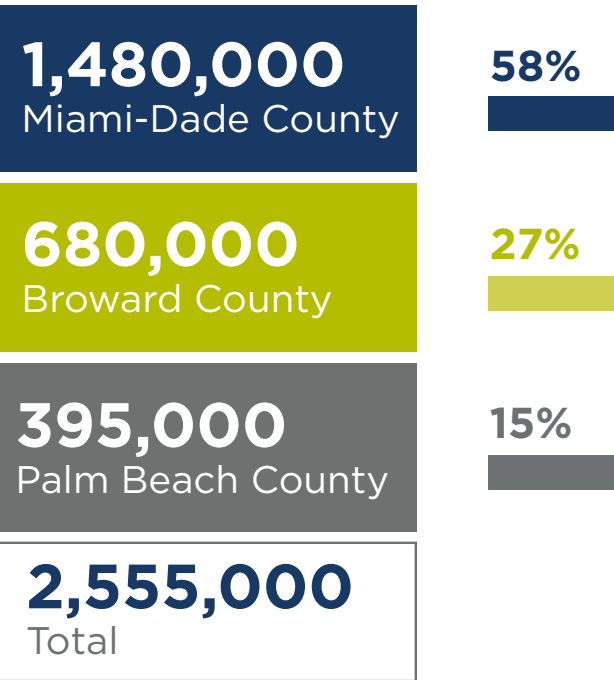 1,480,000
Miami-Dade County
58%
680,000
Broward County
27%
395,000
Palm Beach County
15%
2,555,000
Total